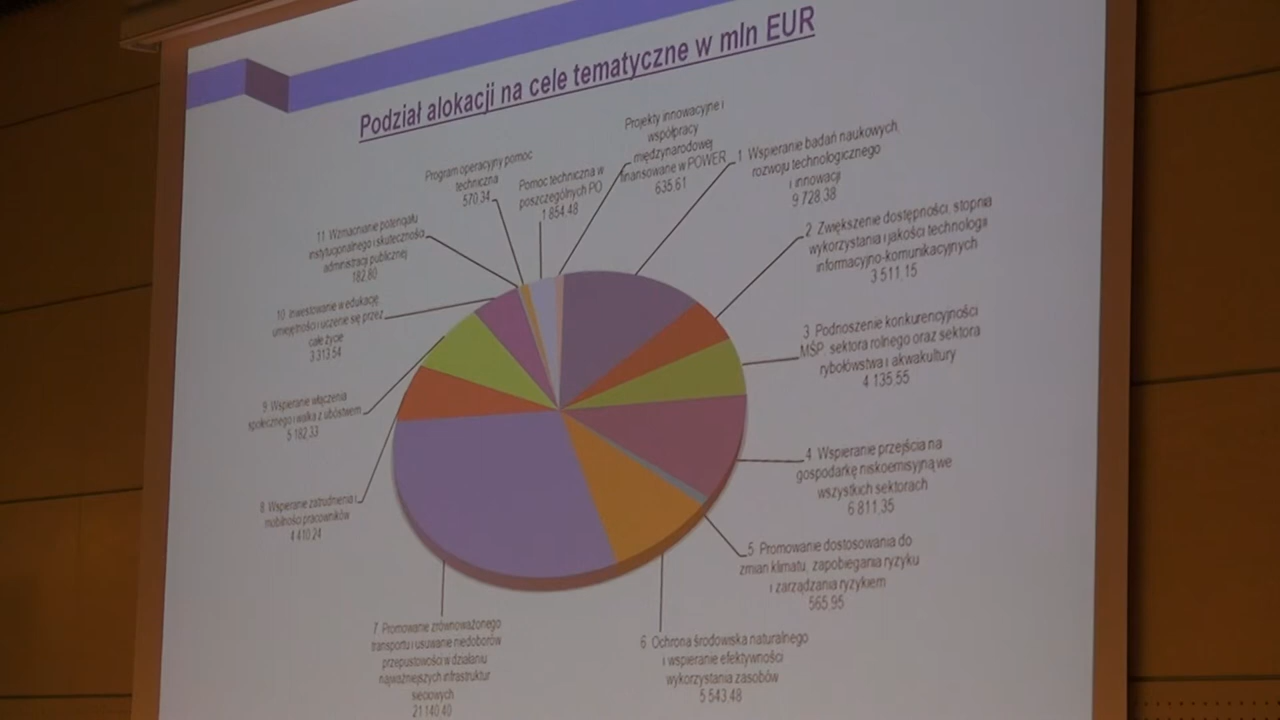 Podział alokacji na cele tematyczne w mln EUR
Projekty innowacyjne i
współpracy
międzynarodowej
finansowane w POWER
635,61
1 Wspieranie badań naukowych,
rozwoju technologicznego
i innowacji
9 728,38
2 Zwiększenie dostępności, stopnia
wykorzystania i jakości technologii
informacyjno-komunikacyjnych
3 511,15
3 Podnoszenie konkurencyjności
MŚP, sektora rolnego oraz sektora
rybołówstwa i akwakultury
4 135,55
4 Wspieranie przejścia na
gospodarkę niskoemisyjną we
wszystkich sektorach
6 811,35
5 Promowanie dostosowania do
zmian klimatu, zapobiegania ryzyku
i zarządzania ryzykiem
565,95
6 Ochrona środowiska naturalnego
i wspieranie efektywności
wykorzystania zasobów
5 543,48
7 Promowanie zrównoważonego
transportu i usuwanie niedoborów
przepustowości w działaniu
najważniejszych infrastruktur
sieciowych
21 140,40
8 Wspieranie zatrudnienia i
mobilności pracowników
4 410,24
9 Wspieranie włączenia
społecznego i walka z ubóstwem
5 182,33
10 Inwestowanie w edukację,
umiejętności i uczenie się przez
całe życie
3 313,54
11 Wzmacnianie potencjału
instytucjonalnego i skuteczności
administracji publicznej
182,80
Program operacyjny pomoc
techniczna
570,34
Pomoc techniczna w
poszczególnych PO
1 854,48